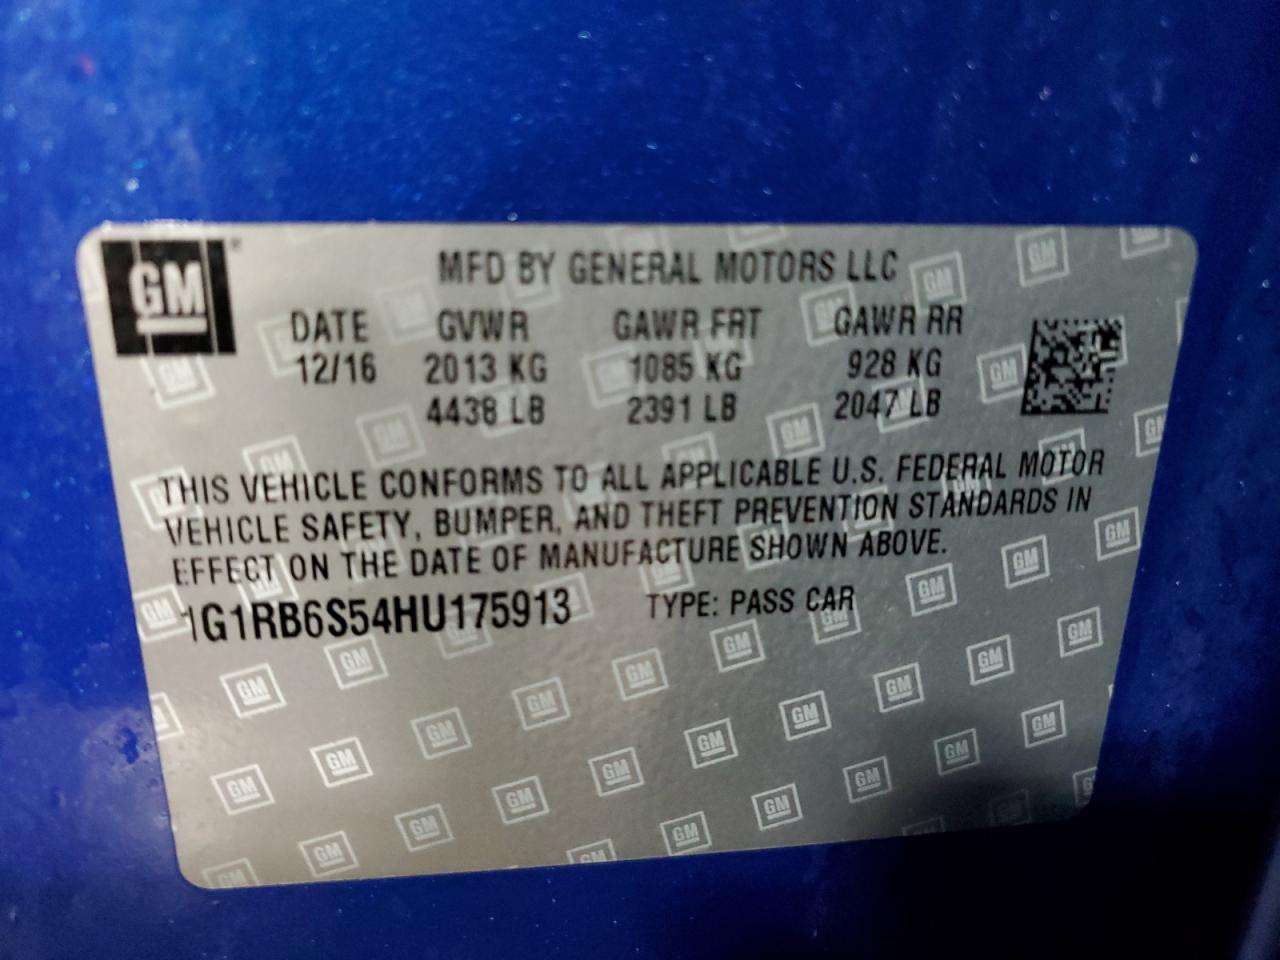 GM
MFD BY GENERAL MOTORS LLC
DATE GVWR GAWR FRT GAWR RR
12/16 2013 KG 1085 KG 928 KG
4438 LB 2391 LB 2047 LB
THIS VEHICLE CONFORMS TO ALL APPLICABLE U.S. FEDERAL MOTOR
VEHICLE SAFETY, BUMPER, AND THEFT PREVENTION STANDARDS IN
EFFECT ON THE DATE OF MANUFACTURE SHOWN ABOVE.
1G1RB6S54HU175913 TYPE: PASS CAR